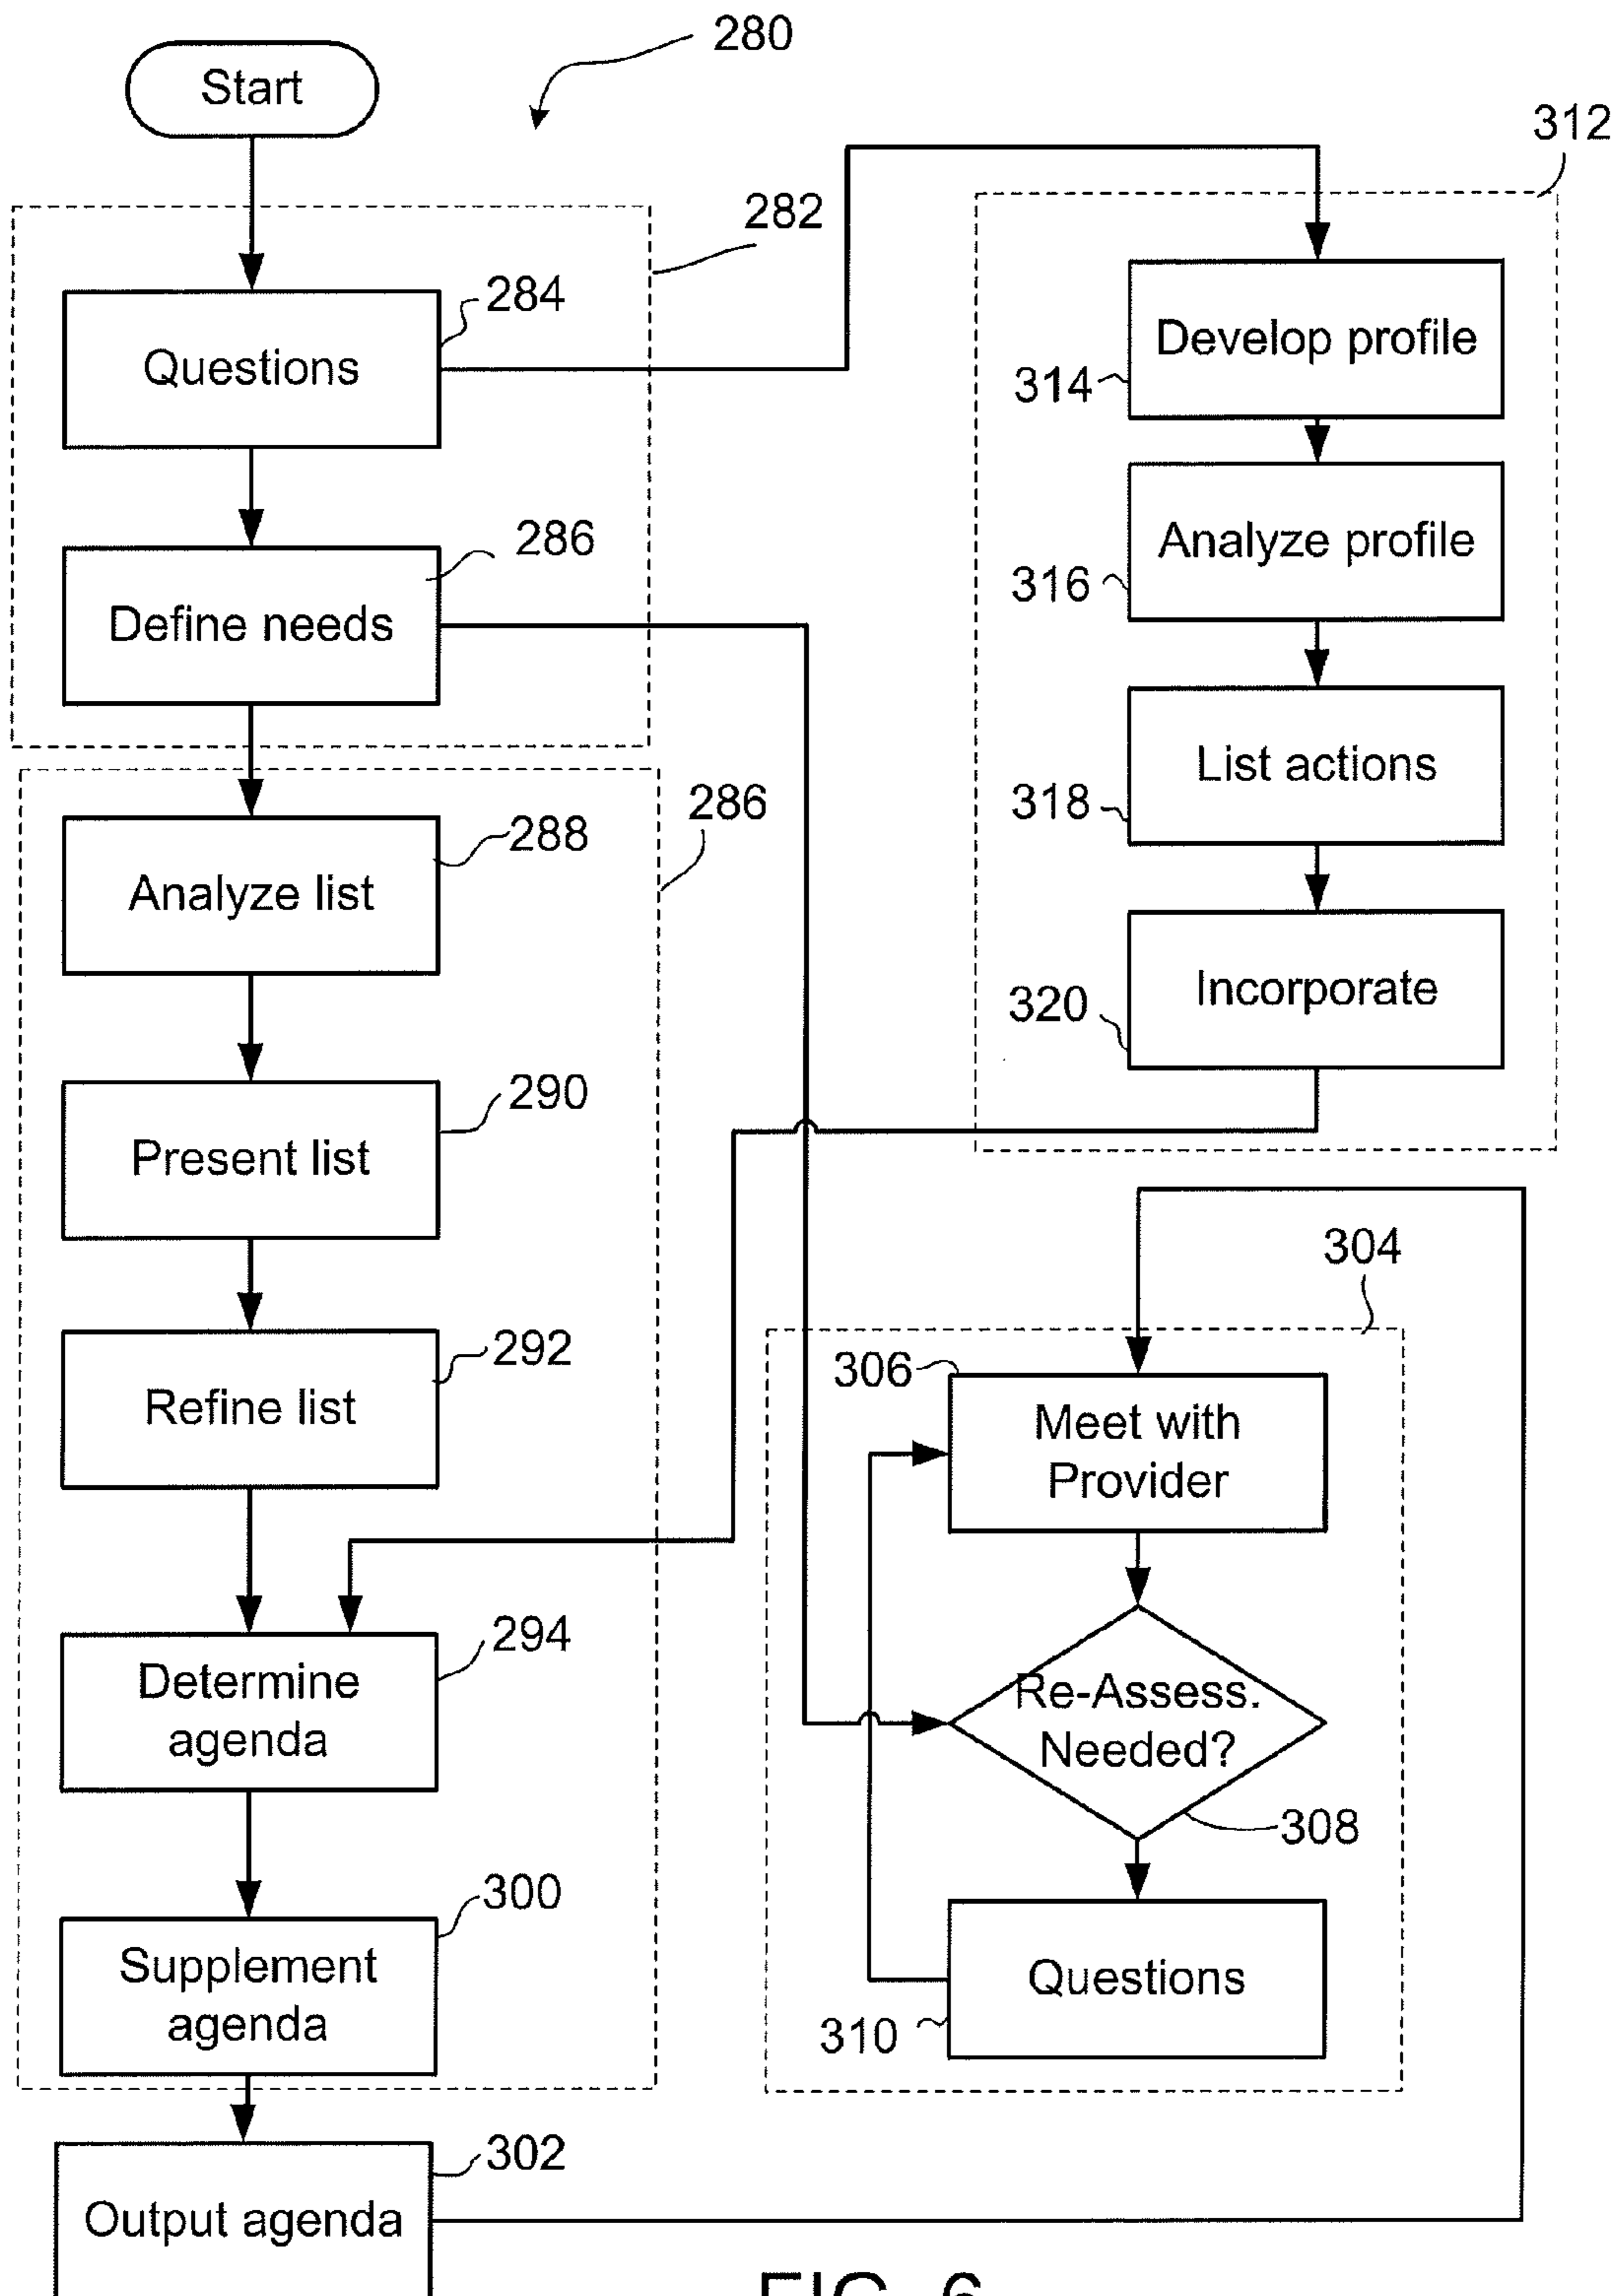 280
Start
312
282
284
Questions
Develop profile
314
286
Define needs
Analyze profile
316
286
288
Analyze list
List actions
318
290
Present list
Incorporate
320
304
292
Refine list
306
Meet with
Provider
294
Determine
agenda
Re-Assess.
Needed?
308
300
Supplement
agenda
Questions
310
302
Output agenda
FIG. 6